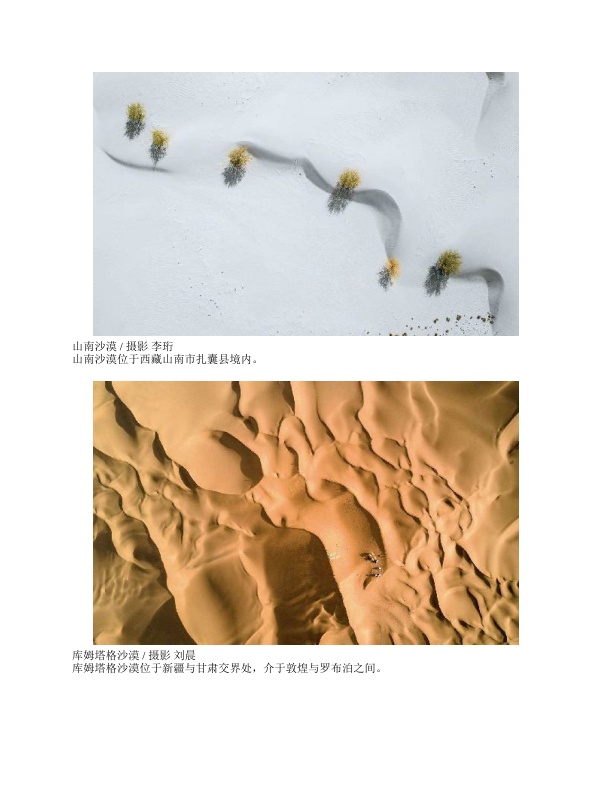 山南沙漠 / 摄影 李珩
山南沙漠位于西藏山南市扎囊县境内。
库姆塔格沙漠 / 摄影 刘晨
库姆塔格沙漠位于新疆与甘肃交界处，介于敦煌与罗布泊之间。